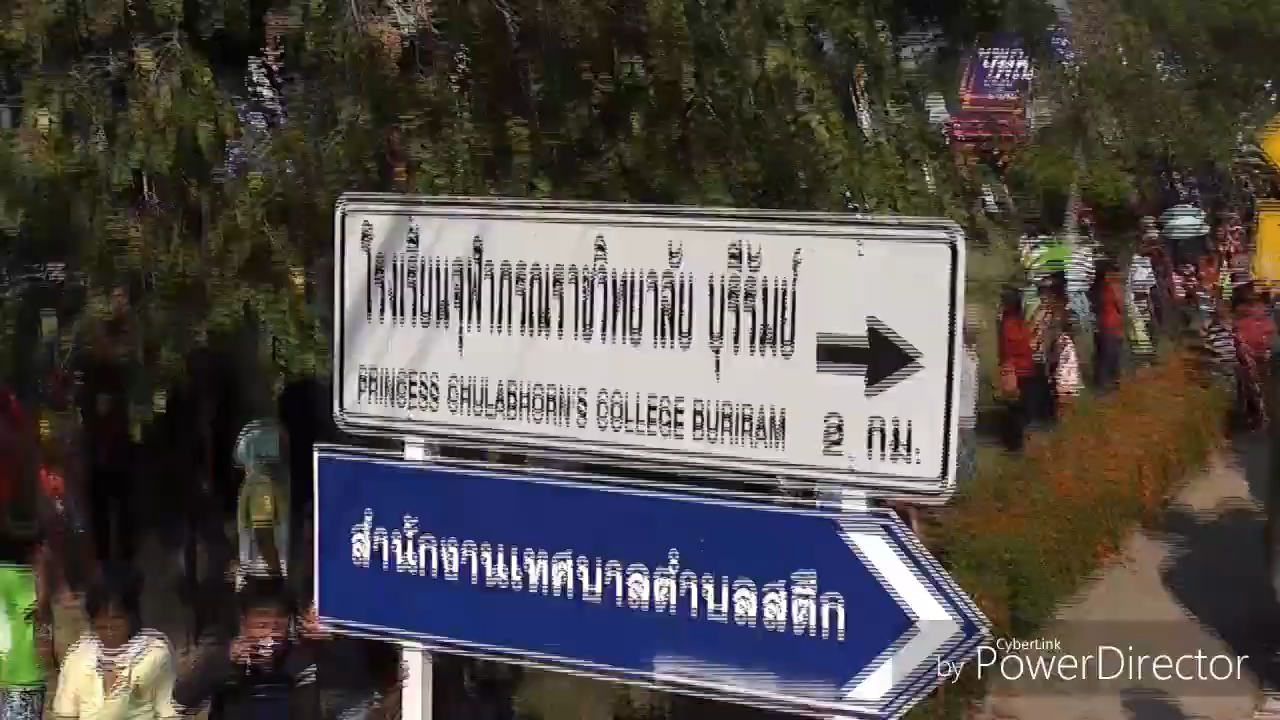 โรงเรียนจุฬาภรณราชวิทยาลัย บุรีรัมย์
PRINCESS CHULABHORN'S COLLEGE BURIRAM
2 กม.
สำนักงานเทศบาลตำบลสตึก
CyberLink
by PowerDirector